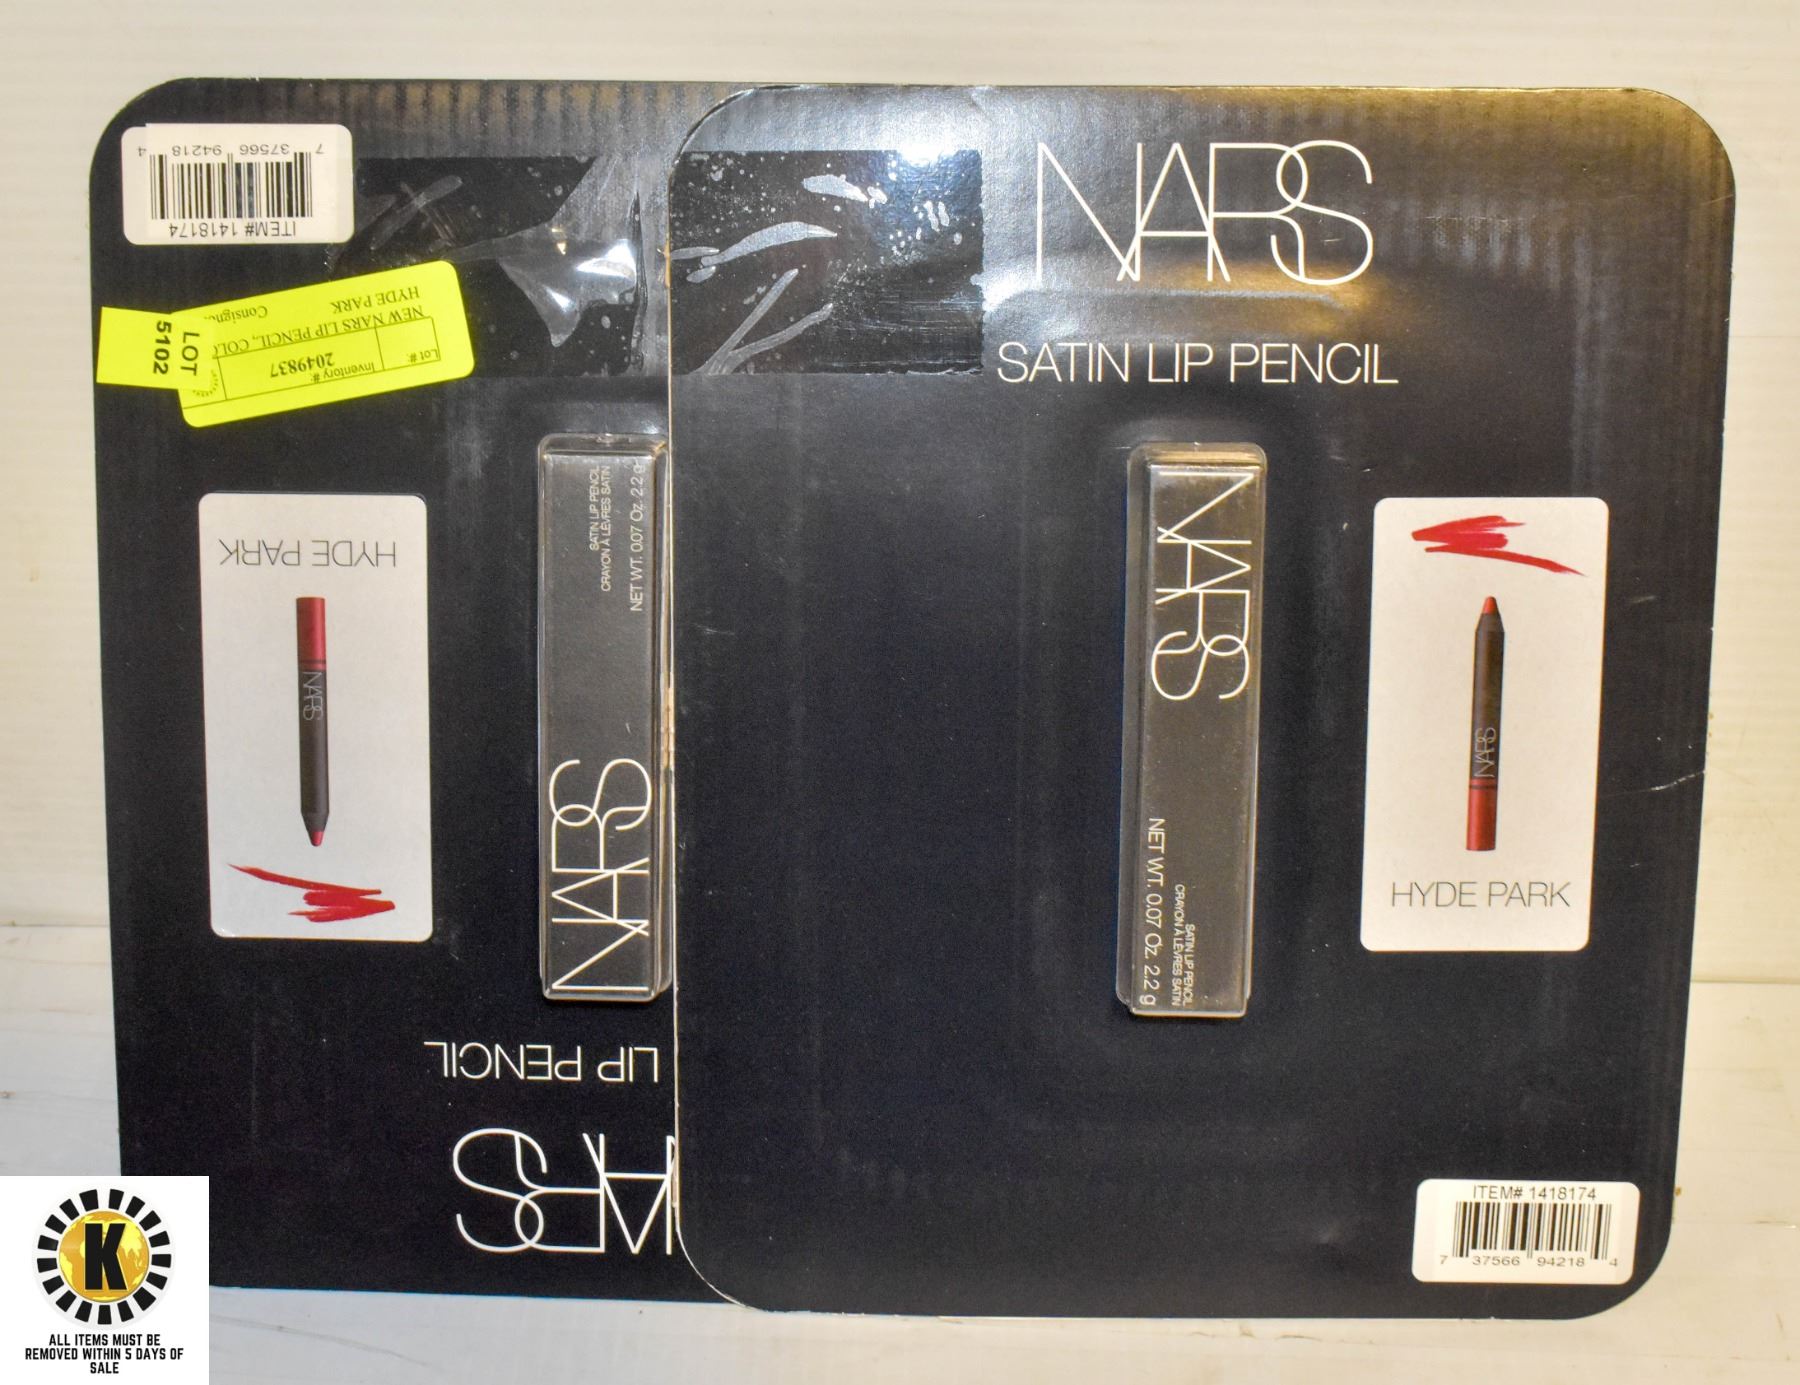 7 37566 94218 4
ITEM# 1418174
LOT
5102
Lot #:
Inventory #:
2049837
NEW NARS LIP PENCIL,
HYDE PARK
HYDE PARK
NARS
SATIN LIP PENCIL
CRAYON À LÈVRES SATIN
NET WT. 0.07 Oz. 2.2 g
NARS
LIP PENCIL
NARS
NARS
SATIN LIP PENCIL
NARS
NET WT. 0.07 Oz. 2.2 g
SATIN LIP PENCIL
CRAYON À LÈVRES SATIN
NARS
HYDE PARK
ITEM# 1418174
7 37566 94218 4
K
ALL ITEMS MUST BE
REMOVED WITHIN 5 DAYS OF
SALE